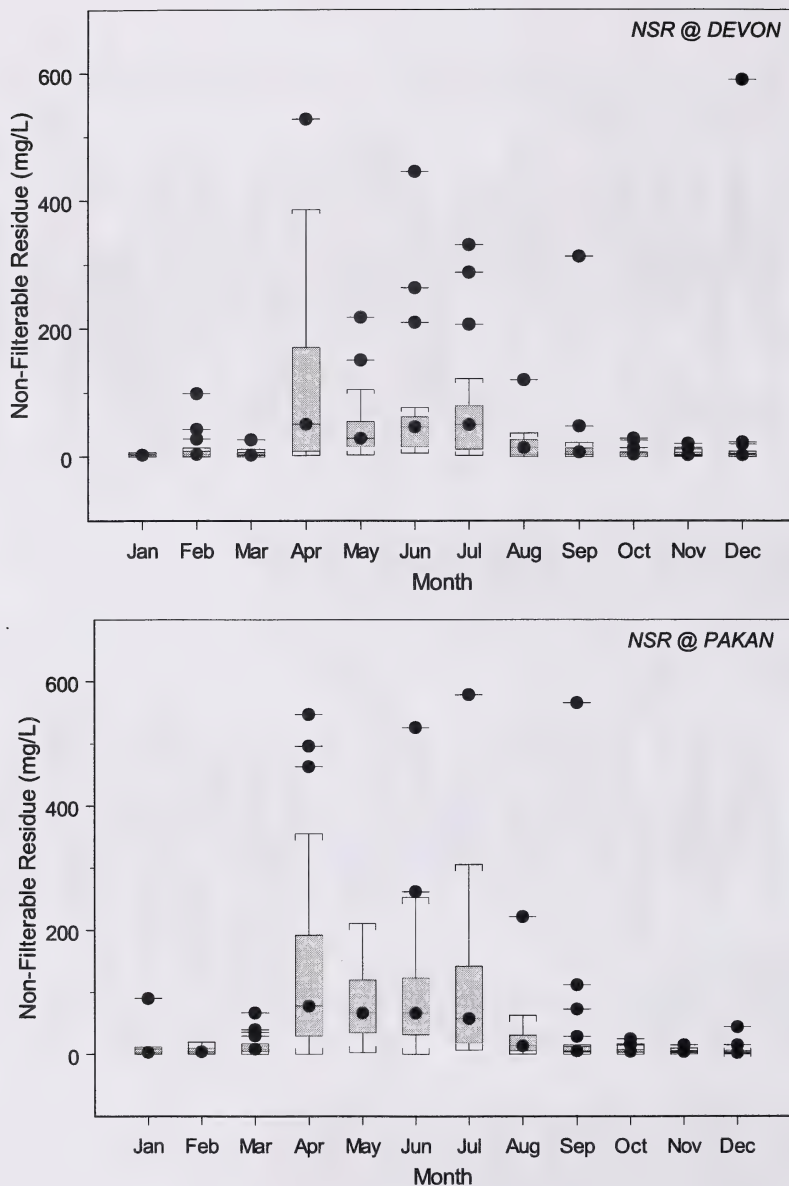 NSR @ DEVON
Non-Filterable Residue (mg/L)
600
400
200
0
Jan Feb Mar Apr May Jun Jul Aug Sep Oct Nov Dec
Month
NSR @ PAKAN
Non-Filterable Residue (mg/L)
600
400
200
0
Jan Feb Mar Apr May Jun Jul Aug Sep Oct Nov Dec
Month